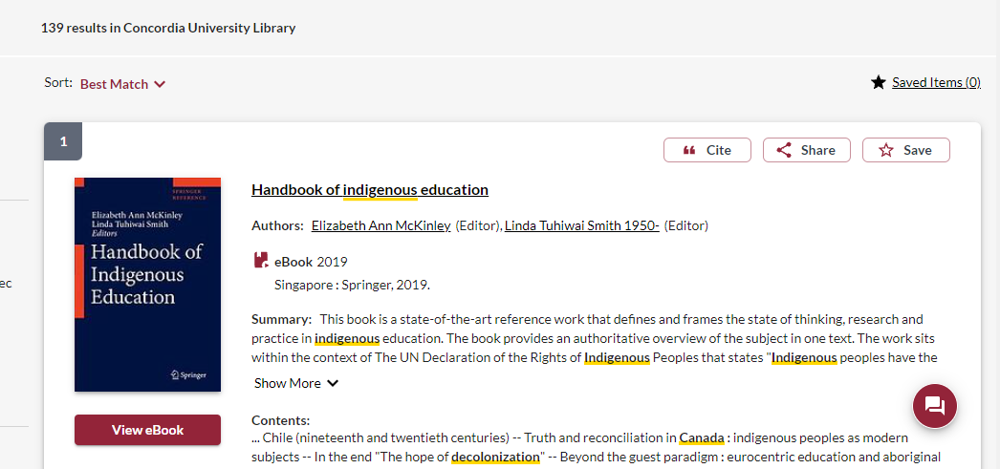 139 results in Concordia University Library
Sort: Best Match
Saved Items (0)
1
Cite
Share
Save
SPRINGER
REFERENCE
Elizabeth Ann McKinley
Linda Tuhiwai Smith
Editors
Handbook of
Indigenous
Education
Springer
View eBook
Handbook of indigenous education
Authors: Elizabeth Ann McKinley (Editor), Linda Tuhiwai Smith 1950- (Editor)
eBook 2019
Singapore : Springer, 2019.
Summary: This book is a state-of-the-art reference work that defines and frames the state of thinking, research and
practice in indigenous education. The book provides an authoritative overview of the subject in one text. The work sits
within the context of The UN Declaration of the Rights of Indigenous Peoples that states "Indigenous peoples have the
Show More
Contents:
... Chile (nineteenth and twentieth centuries) -- Truth and reconciliation in Canada : indigenous peoples as modern
subjects -- In the end "The hope of decolonization" -- Beyond the guest paradigm : eurocentric education and aboriginal
ec